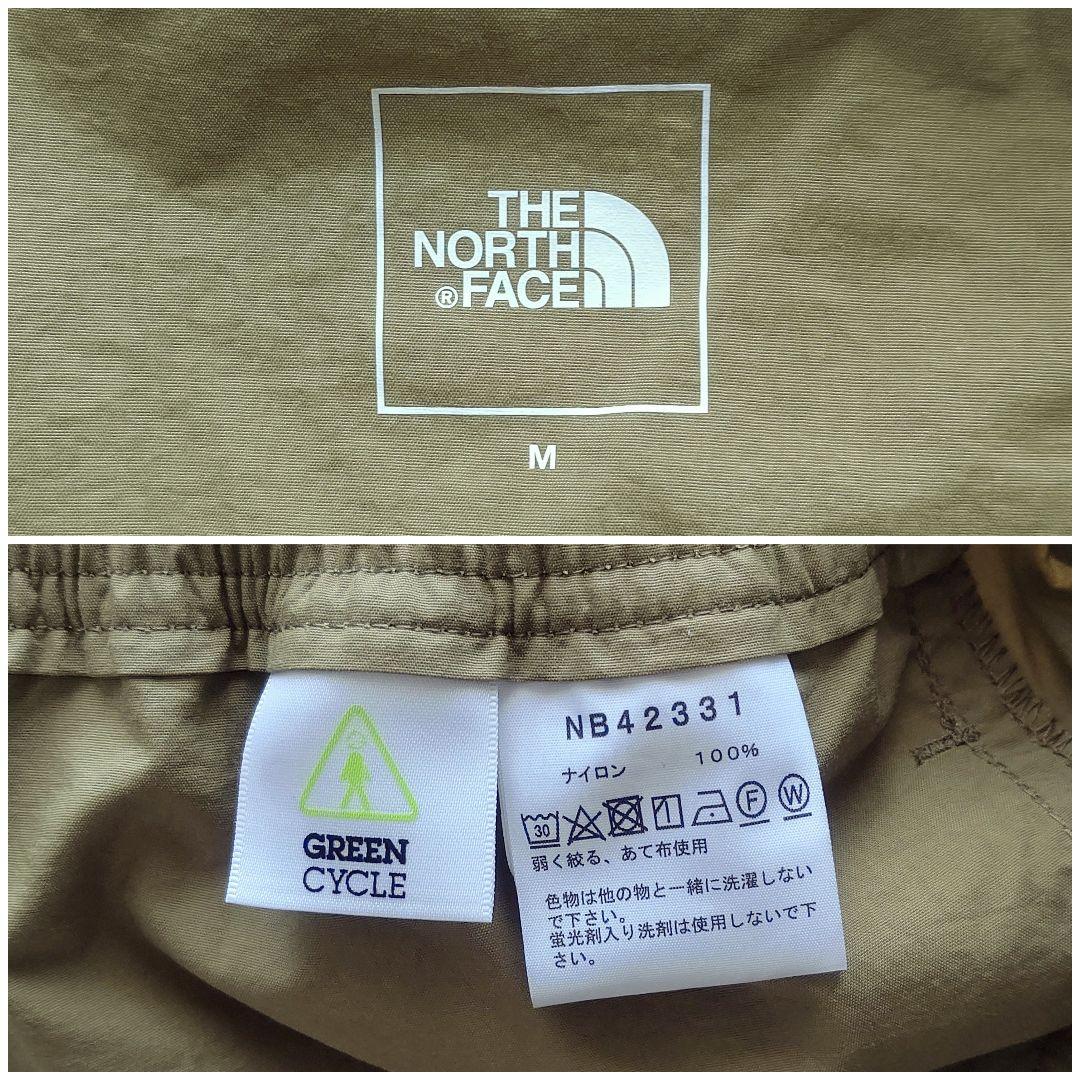 THE
NORTH
®FACE
M
GREEN
CYCLE
NB42331
ナイロン 100%
30 F W
弱く絞る、あて布使用
色物は他の物と一緒に洗濯しない
で下さい。
蛍光剤入り洗剤は使用しないで下
さい。